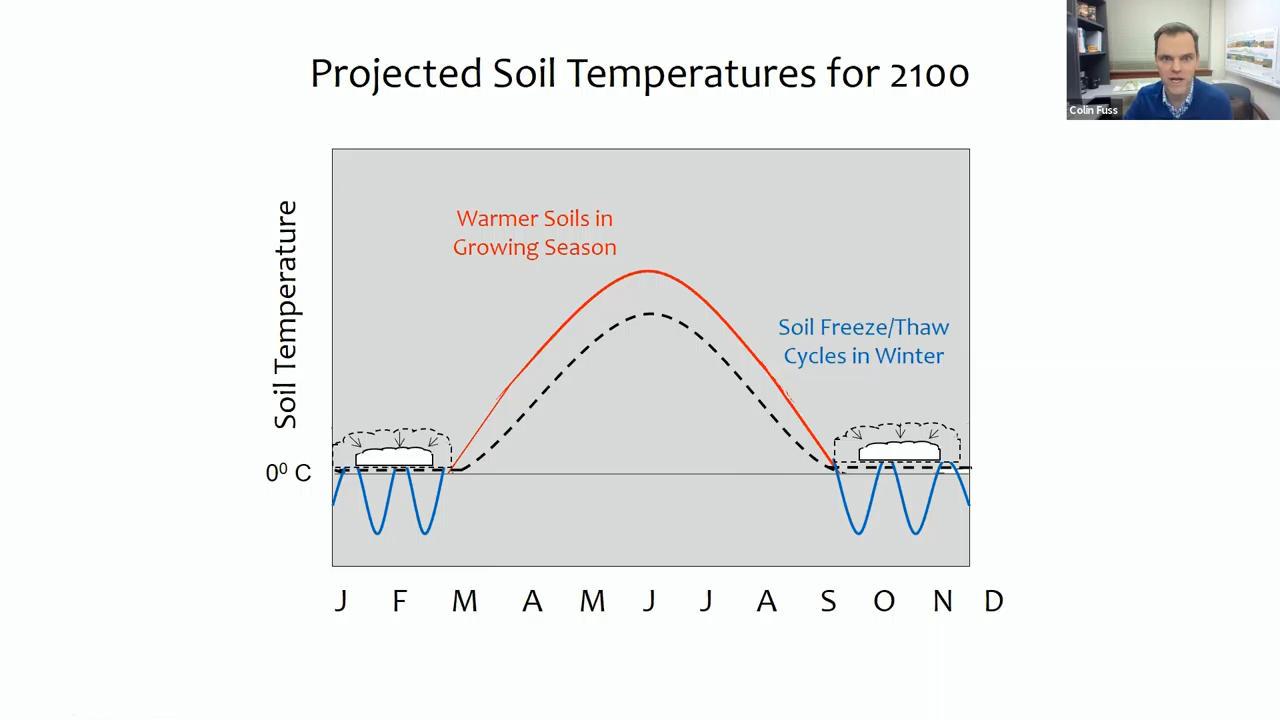 Projected Soil Temperatures for 2100
Colin Fuss
Soil Temperature
Warmer Soils in
Growing Season
Soil Freeze/Thaw
Cycles in Winter
0⁰ C
J F M A M J J A S O N D